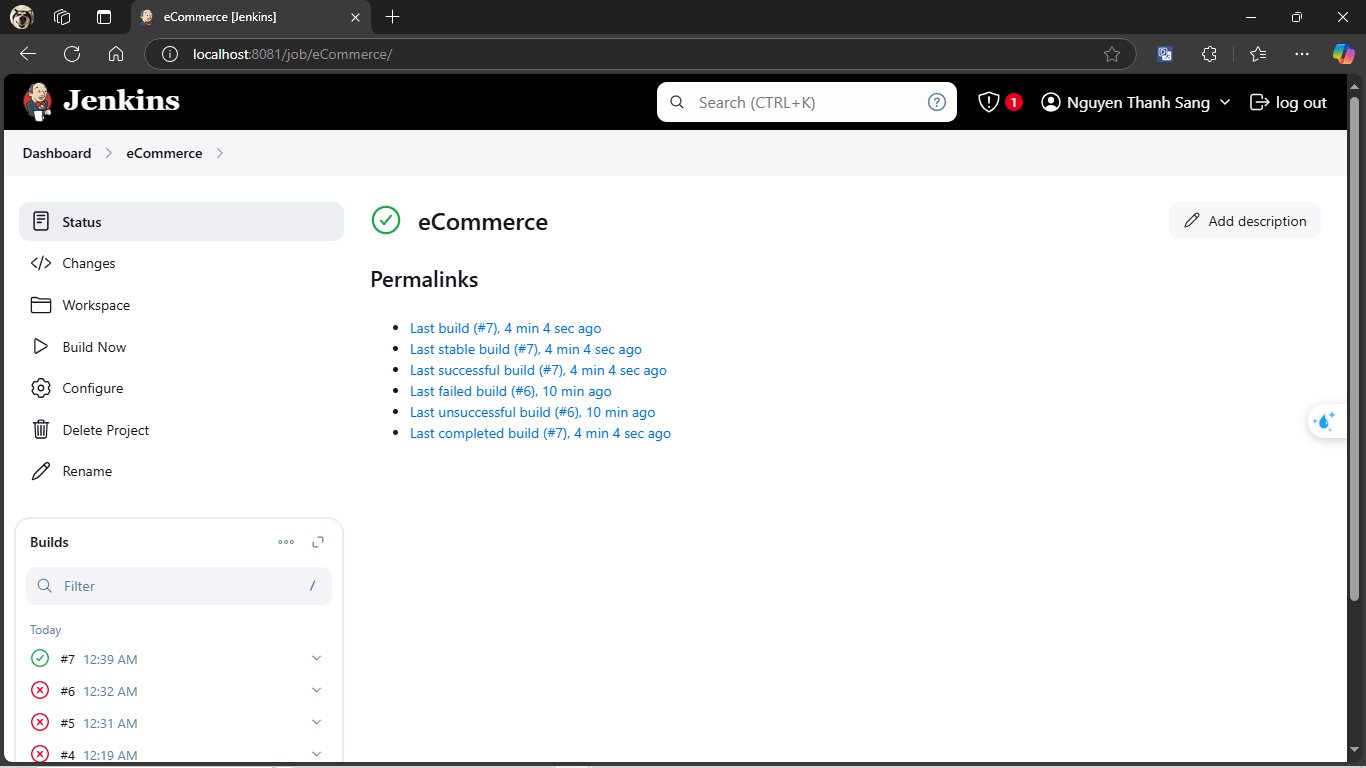 eCommerce [Jenkins]
localhost:8081/job/eCommerce/
Jenkins
Search (CTRL+K)
?
1
Nguyen Thanh Sang
log out
Dashboard
eCommerce
Status
Changes
Workspace
Build Now
Configure
Delete Project
Rename
eCommerce
Add description
Permalinks
Last build (#7), 4 min 4 sec ago
Last stable build (#7), 4 min 4 sec ago
Last successful build (#7), 4 min 4 sec ago
Last failed build (#6), 10 min ago
Last unsuccessful build (#6), 10 min ago
Last completed build (#7), 4 min 4 sec ago
Builds
Filter /
Today
#7 12:39 AM
#6 12:32 AM
#5 12:31 AM
#4 12:19 AM